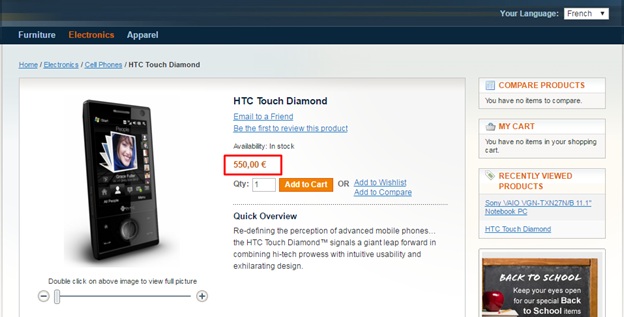 Your Language: French
Furniture Electronics Apparel
Home / Electronics / Cell Phones / HTC Touch Diamond
HTC Touch Diamond
Email to a Friend
Be the first to review this product
Availability: In stock
550,00 €
Qty: 1 Add to Cart OR Add to Wishlist
Add to Compare
Quick Overview
Re-defining the perception of advanced mobile phones…
the HTC Touch Diamond™ signals a giant leap forward in
combining hi-tech prowess with intuitive usability and
exhilarating design.
Double click on above image to view full picture
COMPARE PRODUCTS
You have no items to compare.
MY CART
You have no items in your shopping
cart.
RECENTLY VIEWED
PRODUCTS
Sony VAIO VGN-TXN27N/B 11.1"
Notebook PC
HTC Touch Diamond
BACK TO SCHOOL
Keep your eyes open
for our special Back
to School items